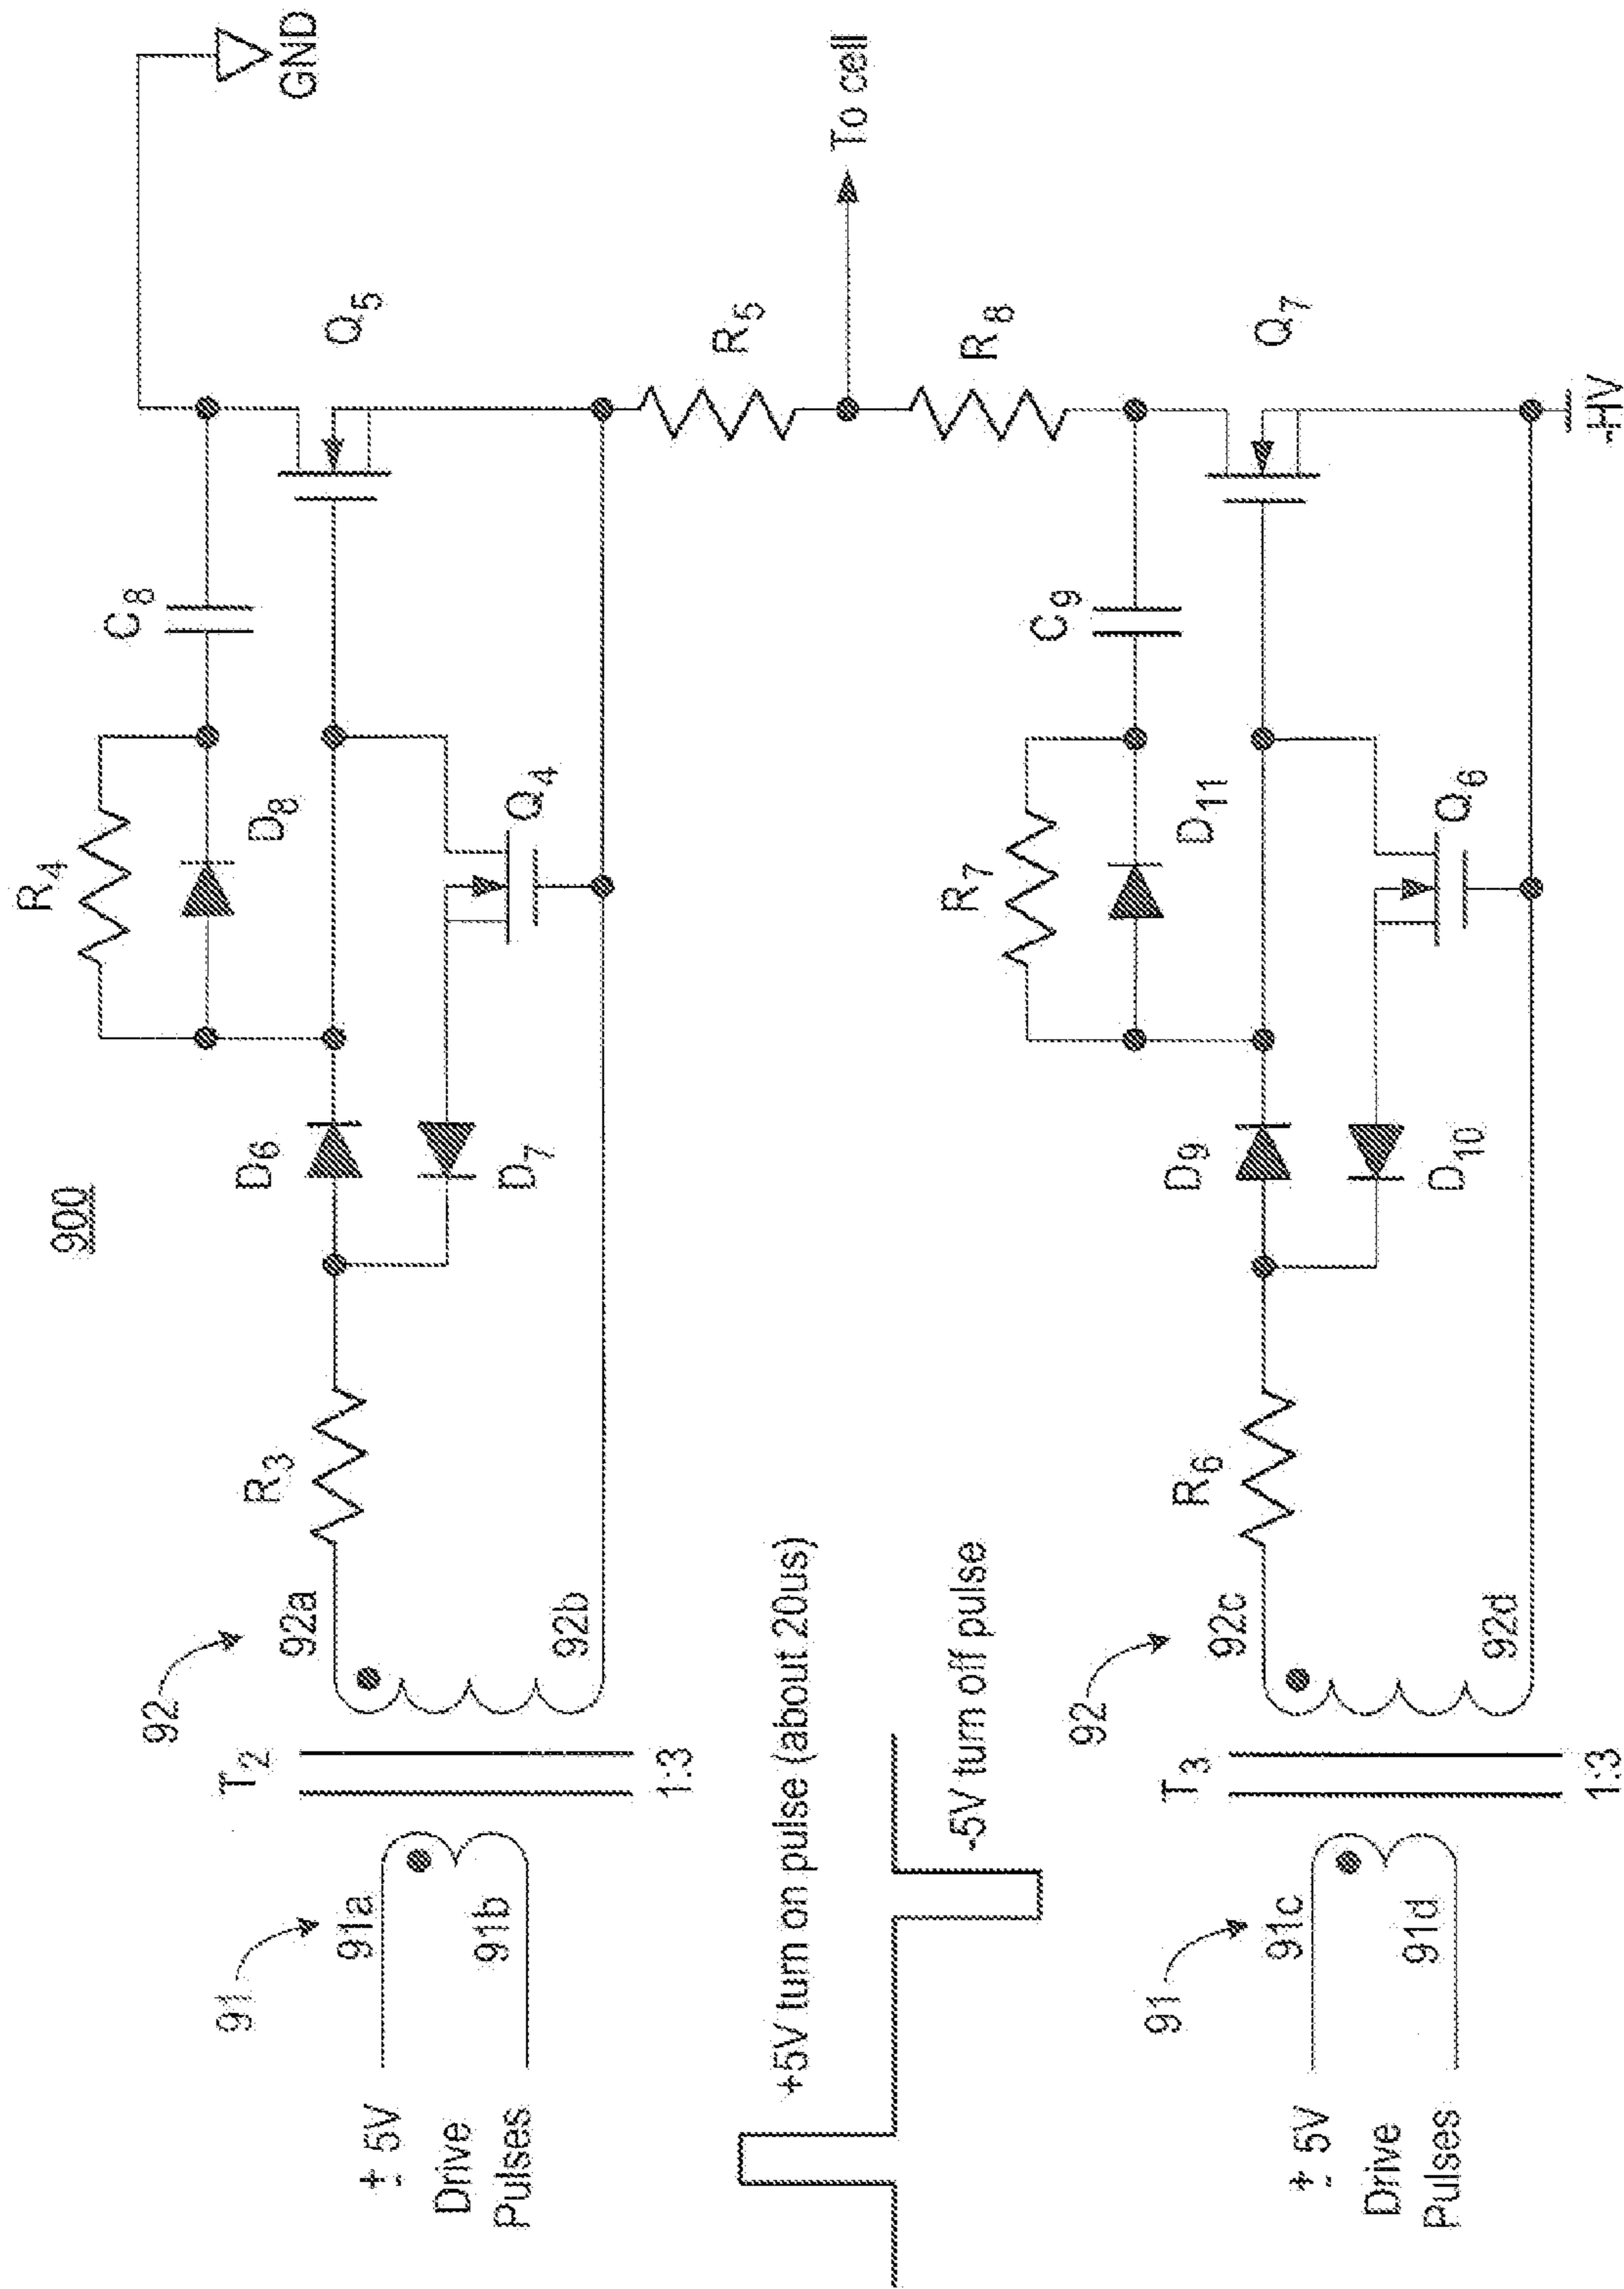 900
GND
R4
C8
D8
Q5
D6
D7
Q4
R3
92
92a
92b
T2
1:3
91
91a
91b
± 5V
Drive
Pulses
R5
To cell
R8
+5V turn on pulse (about 20us)
-5V turn off pulse
R7
C9
D11
Q7
D9
D10
Q6
R6
92
92c
92d
T3
1:3
91
91c
91d
± 5V
Drive
Pulses
-HV